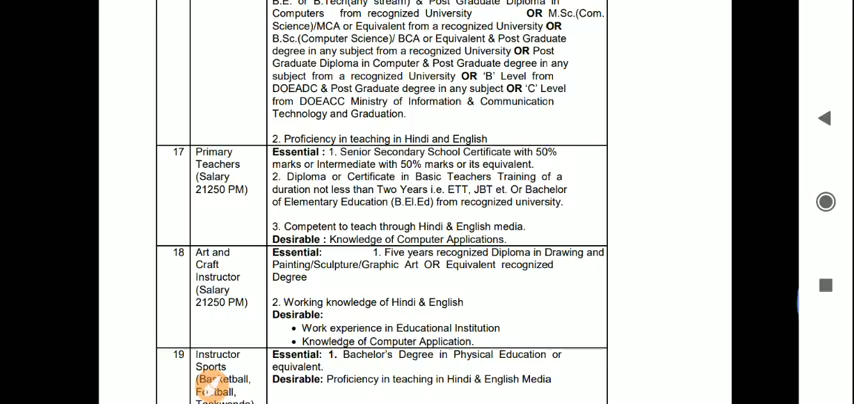 B.E. or B.Tech(any stream) & Post Graduate Diploma in
Computers from recognized University OR M.Sc.(Com.
Science)/MCA or Equivalent from a recognized University OR
B.Sc.(Computer Science)/ BCA or Equivalent & Post Graduate
degree in any subject from a recognized University OR Post
Graduate Diploma in Computer & Post Graduate degree in any
subject from a recognized University OR 'B' Level from
DOEADC & Post Graduate degree in any subject OR 'C' Level
from DOEACC Ministry of Information & Communication
Technology and Graduation.
2. Proficiency in teaching in Hindi and English
17
Primary
Teachers
(Salary
21250 PM)
Essential : 1. Senior Secondary School Certificate with 50%
marks or Intermediate with 50% marks or its equivalent.
2. Diploma or Certificate in Basic Teachers Training of a
duration not less than Two Years i.e. ETT, JBT et. Or Bachelor
of Elementary Education (B.El.Ed) from recognized university.
3. Competent to teach through Hindi & English media.
Desirable : Knowledge of Computer Applications.
18
Art and
Craft
Instructor
(Salary
21250 PM)
Essential: 1. Five years recognized Diploma in Drawing and
Painting/Sculpture/Graphic Art OR Equivalent recognized
Degree
2. Working knowledge of Hindi & English
Desirable:
• Work experience in Educational Institution
• Knowledge of Computer Application.
19
Instructor
Sports
(Basketball,
Football,
Taekwondo)
Essential: 1. Bachelor's Degree in Physical Education or
equivalent.
Desirable: Proficiency in teaching in Hindi & English Media